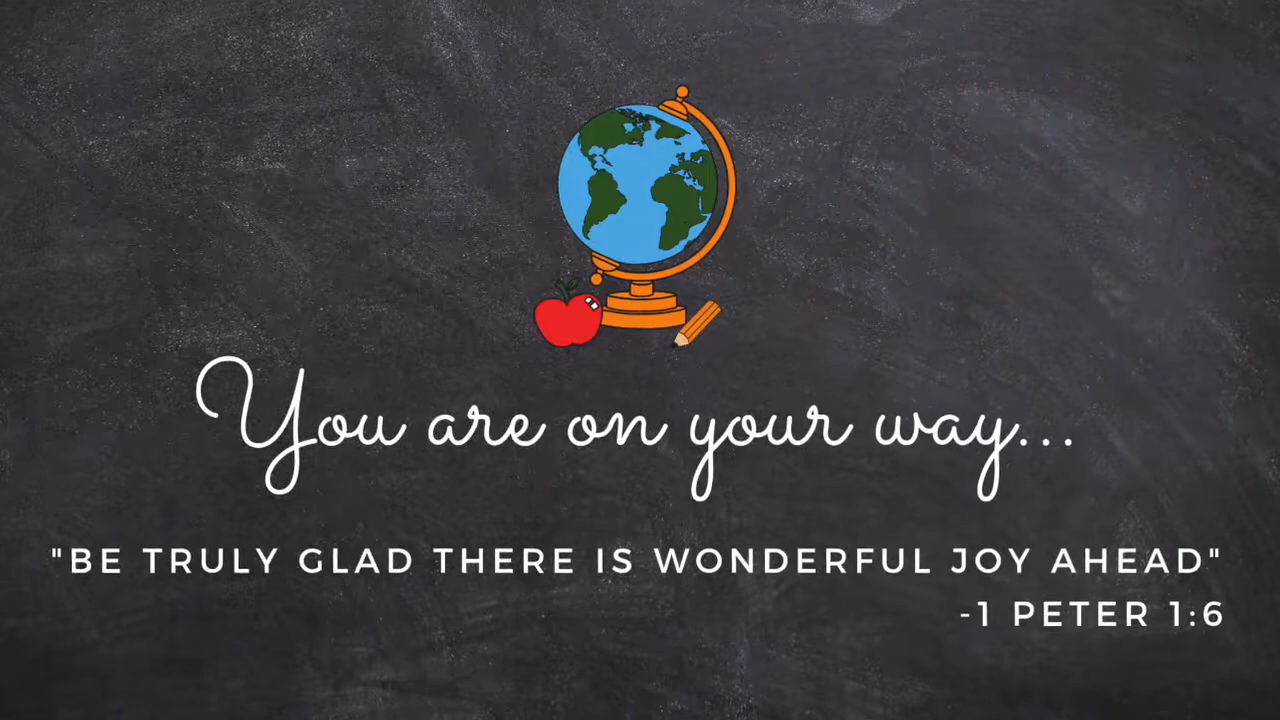 You are on your way...
"BE TRULY GLAD THERE IS WONDERFUL JOY AHEAD"
-1 PETER 1:6